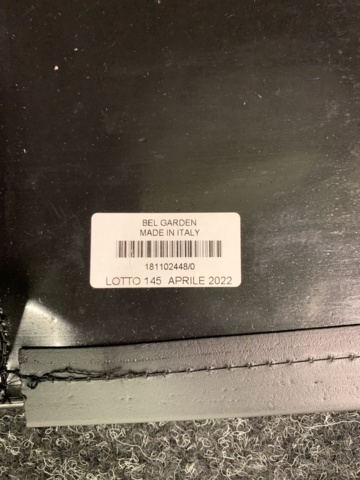 BEL GARDEN
MADE IN ITALY
181102448/0
LOTTO 145 APRILE 2022